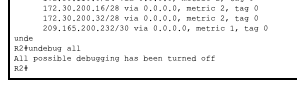 172.30.200.16/28 via 0.0.0.0, metric 2, tag 0
172.30.200.32/28 via 0.0.0.0, metric 2, tag 0
209.165.200.232/30 via 0.0.0.0, metric 1, tag 0
unde
R2#undebug all
All possible debugging has been turned off
R2#